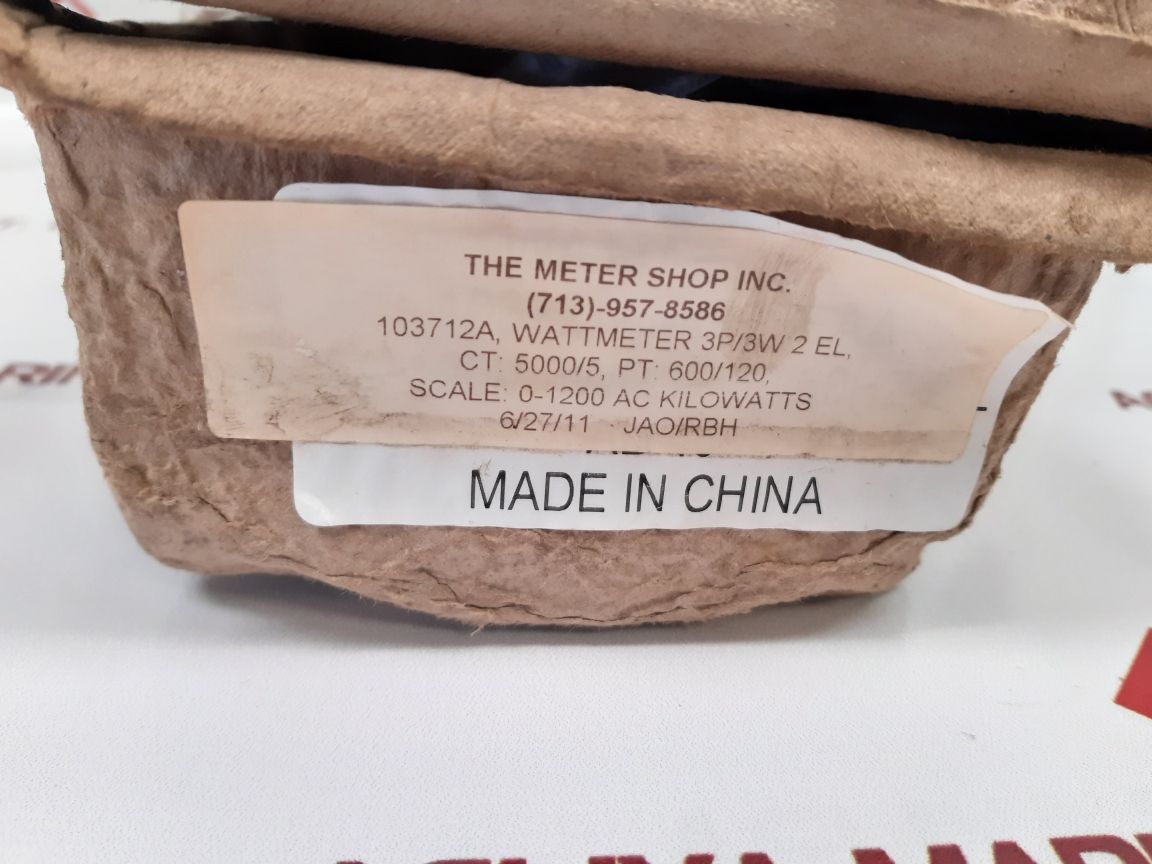 THE METER SHOP INC.
(713)-957-8586
103712A, WATTMETER 3P/3W 2 EL,
CT: 5000/5, PT: 600/120,
SCALE: 0-1200 AC KILOWATTS
6/27/11 JAO/RBH
MADE IN CHINA